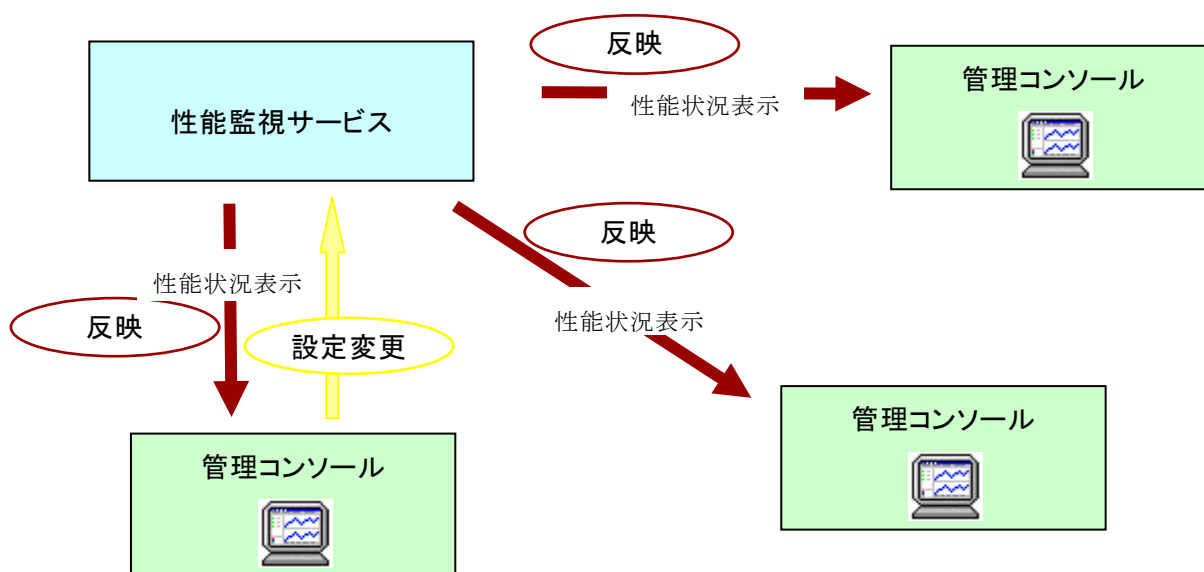 反映
管理コンソール
性能状況表示
性能監視サービス
反映
性能状況表示
反映
性能状況表示
設定変更
管理コンソール
管理コンソール